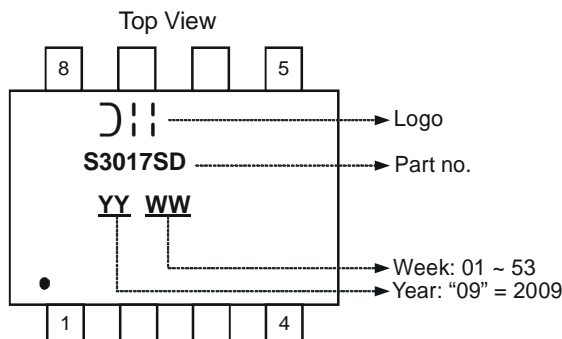 Top View
8 5
Logo
S3017SD Part no.
YY WW
Week: 01 ~ 53
Year: “09” = 2009
1 4